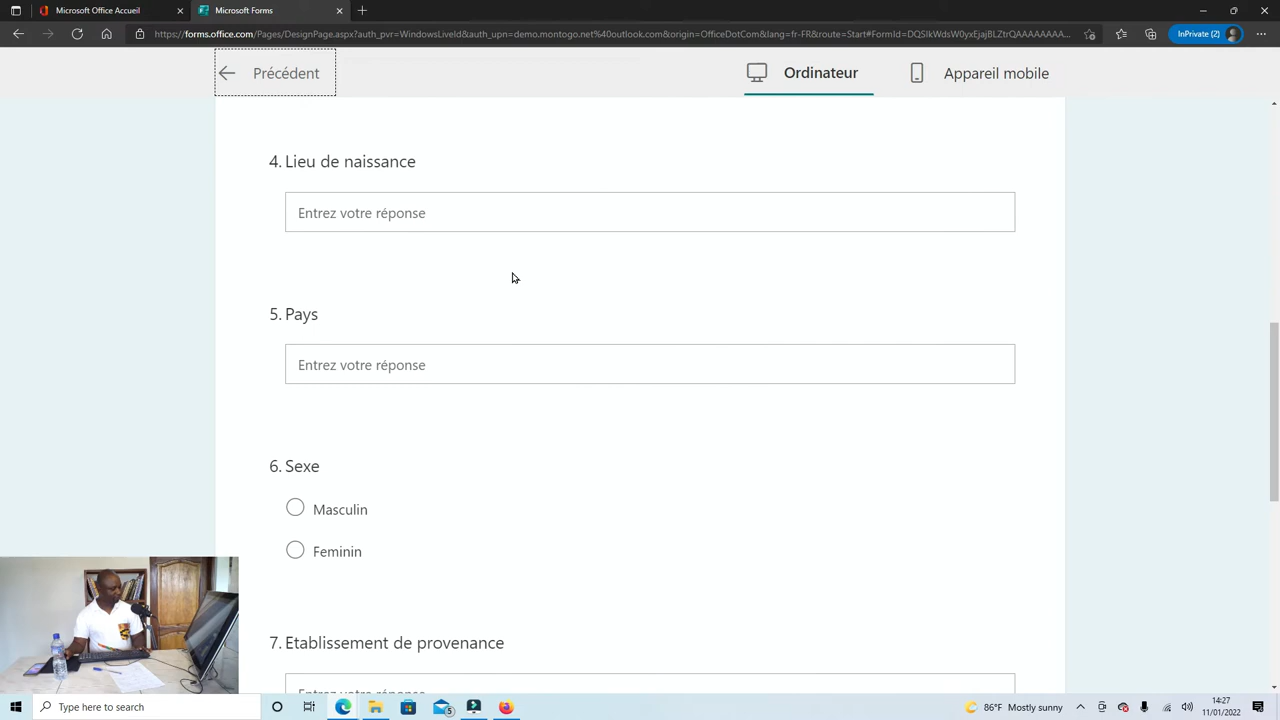 Microsoft Office Accueil
Microsoft Forms
https://forms.office.com/Pages/DesignPage.aspx?auth_pvr=WindowsLiveId&auth_upn=demo.montogo.net%40outlook.com&origin=OfficeDotCom&lang=fr-FR&route=Start#FormId=DQSIkWdsW0yxEjajBLZtrQAAAAAAAA...
InPrivate (2)
Précédent
Ordinateur
Appareil mobile
4. Lieu de naissance
Entrez votre réponse
5. Pays
Entrez votre réponse
6. Sexe
Masculin
Feminin
7. Etablissement de provenance
Entrez votre réponse
Type here to search
5
86°F Mostly sunny
14:27
11/01/2022